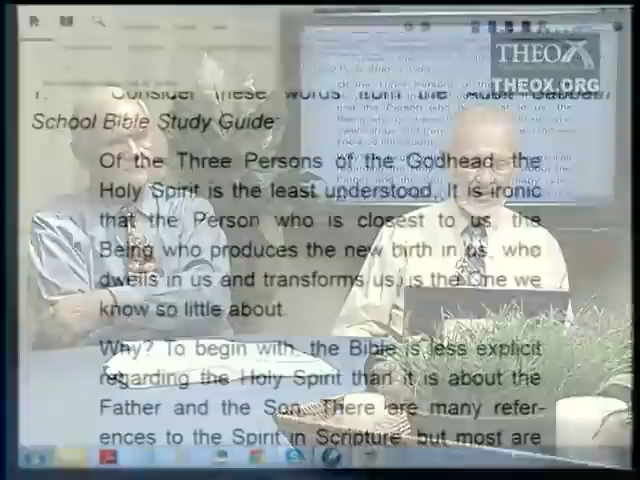 THEOX
THEOX.ORG
1. Consider these words from the Adult Sabbath
School Bible Study Guide:
Of the Three Persons of the Godhead, the
Holy Spirit is the least understood. It is ironic
that the Person who is closest to us, the
Being who produces the new birth in us, who
dwells in us and transforms us, is the One we
know so little about.
Why? To begin with, the Bible is less explicit
regarding the Holy Spirit than it is about the
Father and the Son. There are many refer-
ences to the Spirit in Scripture, but most are